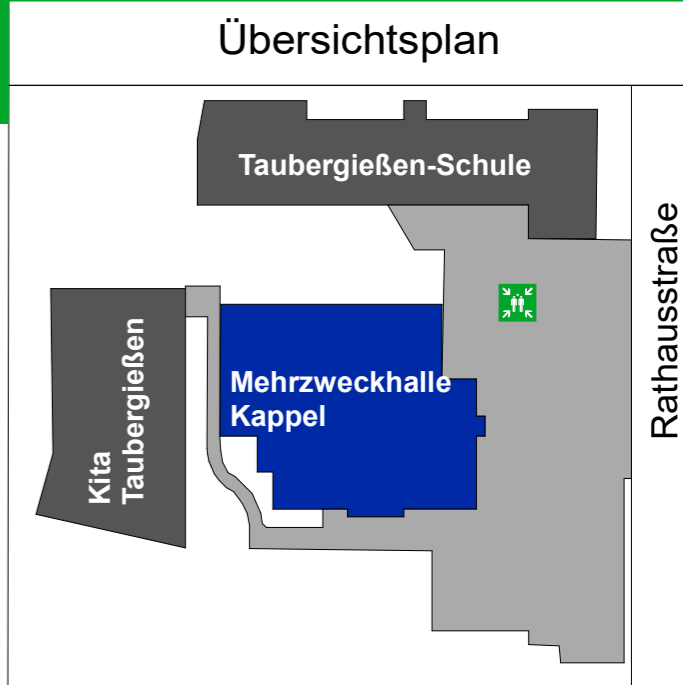 Übersichtsplan
Taubergießen-Schule
Rathausstraße
Mehrzweckhalle
Kappel
Kita
Taubergießen